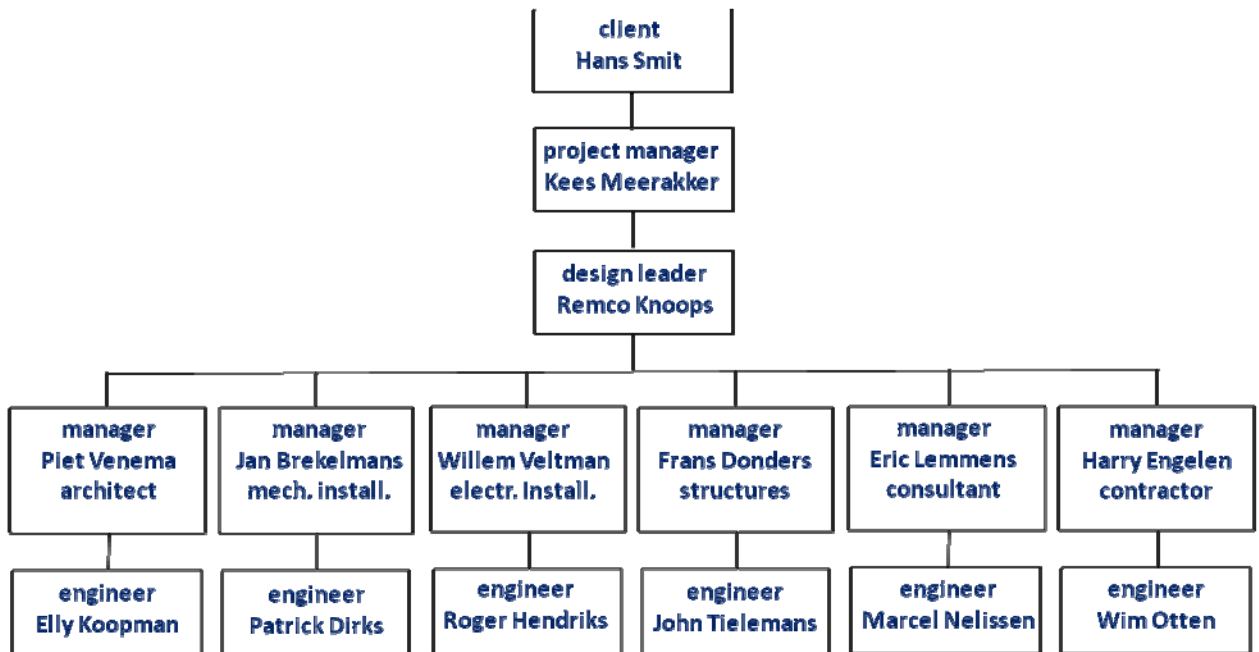 client
Hans Smit
project manager
Kees Meerakker
design leader
Remco Knoops
manager
Piet Venema
architect
manager
Jan Brekelmans
mech. install.
manager
Willem Veltman
electr. Install.
manager
Frans Donders
structures
manager
Eric Lemmens
consultant
manager
Harry Engelen
contractor
engineer
Elly Koopman
engineer
Patrick Dirks
engineer
Roger Hendriks
engineer
John Tielemans
engineer
Marcel Nelissen
engineer
Wim Otten